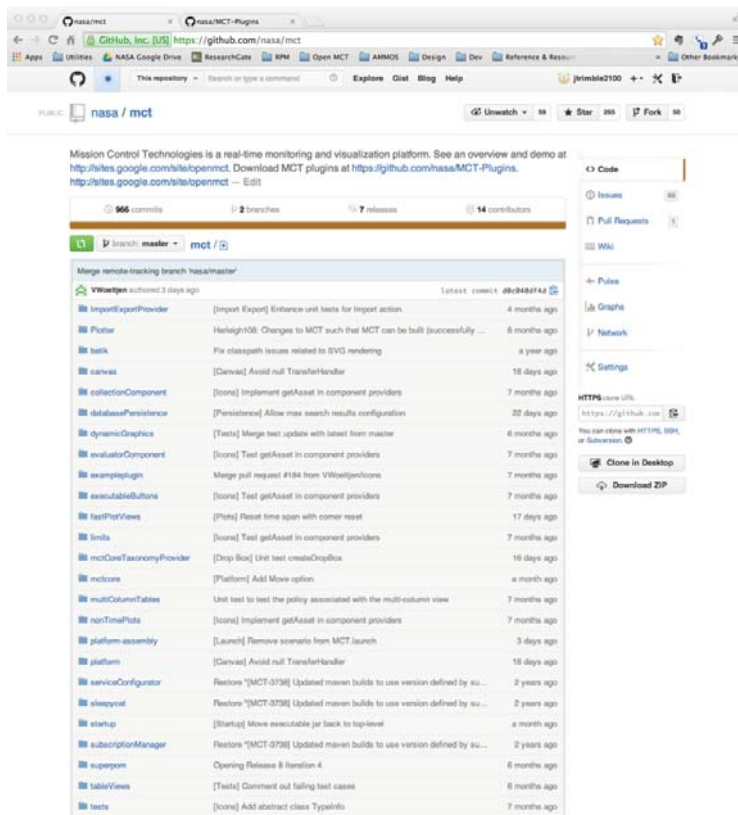 nasa/mct × nasa/MCT-Plugins ×
GitHub, Inc. [US] https://github.com/nasa/mct
Apps Utilities NASA Google Drive ResearchGate RPM Open MCT AMMOS Design Dev Reference & Resour » Other Bookmark
This repository Search or type a command Explore Gist Blog Help jtrimble2100
PUBLIC nasa / mct Unwatch 59 Star 265 Fork 50
Mission Control Technologies is a real-time monitoring and visualization platform. See an overview and demo at
http://sites.google.com/site/openmct. Download MCT plugins at https://github.com/nasa/MCT-Plugins.
http://sites.google.com/site/openmct — Edit
966 commits 2 branches 7 releases 14 contributors
branch: master mct /
Merge remote-tracking branch 'nasa/master'
VWoeltjen authored 3 days ago latest commit d0c040df4d
ImportExportProvider [Import Export] Enhance unit tests for import action 4 months ago
Plotter Harleigh108: Changes to MCT such that MCT can be built (successfully ... 8 months ago
batik Fix classpath issues related to SVG rendering a year ago
canvas [Canvas] Avoid null TransferHandler 18 days ago
collectionComponent [Icons] Implement getAsset in component providers 7 months ago
databasePersistence [Persistence] Allow max search results configuration 22 days ago
dynamicGraphics [Tests] Merge test update with latest from master 6 months ago
evaluatorComponent [Icons] Test getAsset in component providers 7 months ago
exampleplugin Merge pull request #184 from VWoeltjen/icons 7 months ago
executableButtons [Icons] Test getAsset in component providers 7 months ago
fastPlotViews [Plots] Reset time span with corner reset 17 days ago
limits [Icons] Test getAsset in component providers 7 months ago
mctCoreTaxonomyProvider [Drop Box] Unit test createDropBox 16 days ago
mctcore [Platform] Add Move option a month ago
multiColumnTables Unit test to test the policy associated with the multi-column view 7 months ago
nonTimePlots [Icons] Implement getAsset in component providers 7 months ago
platform-assembly [Launch] Remove scenario from MCT.launch 3 days ago
platform [Canvas] Avoid null TransferHandler 18 days ago
serviceConfigurator Restore "[MCT-3738] Updated maven builds to use version defined by su... 2 years ago
sleepycat Restore "[MCT-3738] Updated maven builds to use version defined by su... 2 years ago
startup [Startup] Move executable jar back to top-level a month ago
subscriptionManager Restore "[MCT-3738] Updated maven builds to use version defined by su... 2 years ago
superpom Opening Release 8 Iteration 4 6 months ago
tableViews [Tests] Comment out failing test cases 6 months ago
tests [Icons] Add abstract class TypeInfo 7 months ago
Code
Issues
Pull Requests 1
Wiki
Pulse
Graphs
Network
Settings
HTTPS clone URL
https://github.com
You can clone with HTTPS, SSH,
or Subversion.
Clone in Desktop
Download ZIP